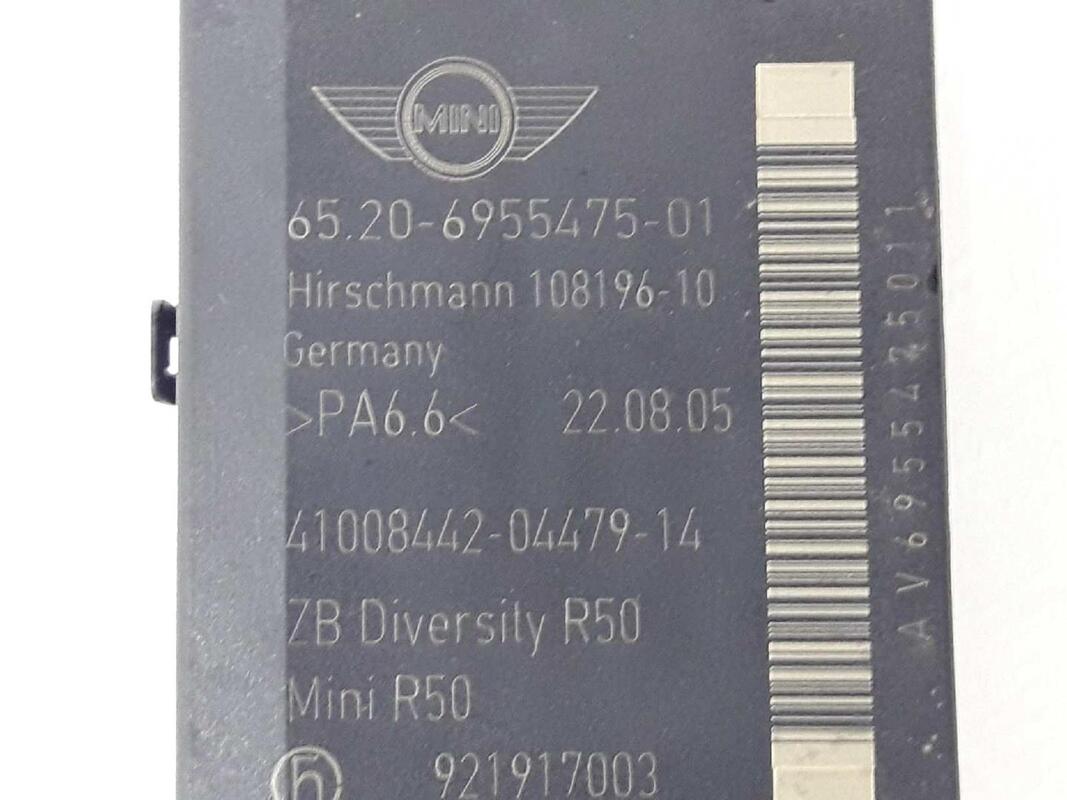 MINI
65.20-6955475-01
Hirschmann 108196-10
Germany
>PA6.6< 22.08.05
41008442-04479-14
ZB Diversity R50
Mini R50
h 921917003
AV6955475011